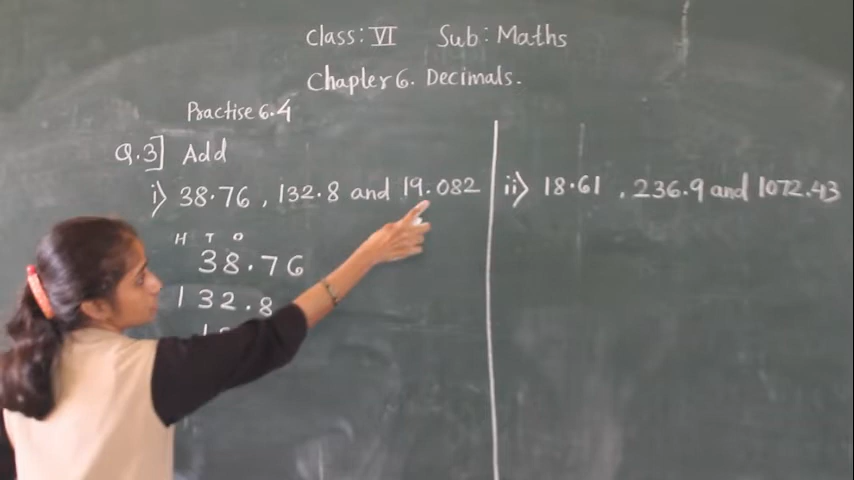 Class: VI Sub: Maths
Chapter 6. Decimals.
Practise 6.4
Q.3] Add
i) 38.76, 132.8 and 19.082
ii) 18.61, 236.9 and 1072.43
H T O
38.76
132.8